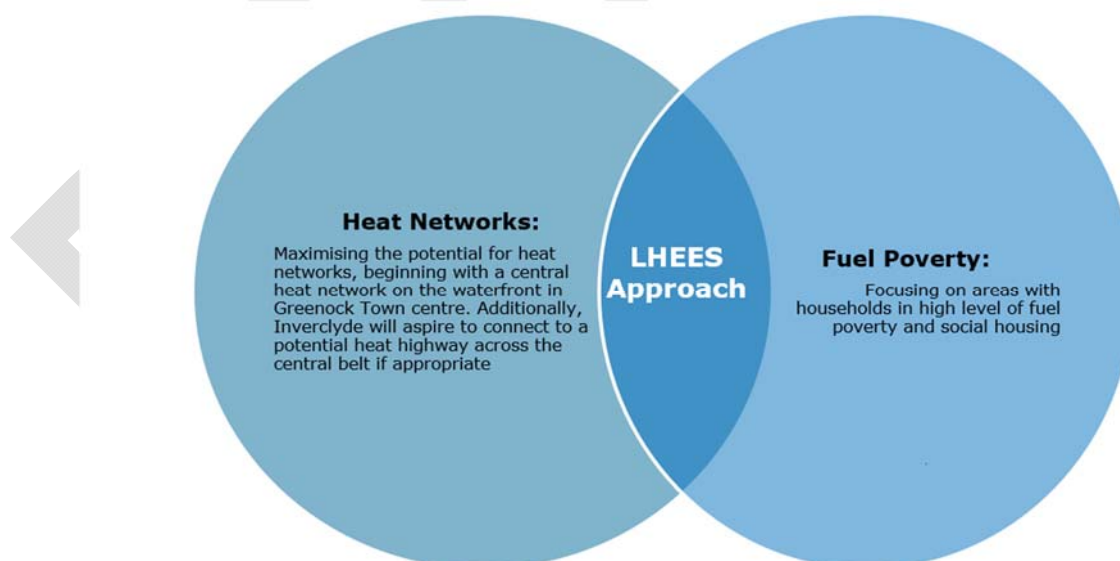 Heat Networks:
Maximising the potential for heat
networks, beginning with a central
heat network on the waterfront in
Greenock Town centre. Additionally,
Inverclyde will aspire to connect to a
potential heat highway across the
central belt if appropriate
LHEES
Approach
Fuel Poverty:
Focusing on areas with
households in high level of fuel
poverty and social housing